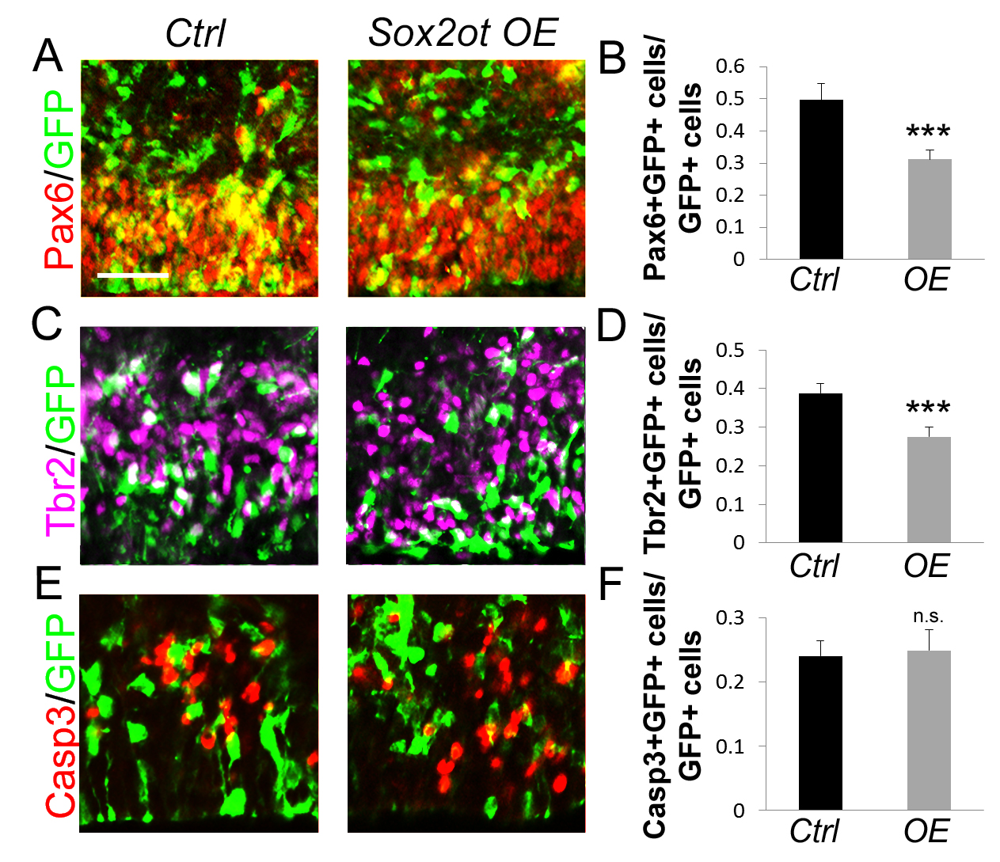 Ctrl
Sox2ot OE
A
Pax6/GFP
B
Pax6+GFP+ cells/
GFP+ cells
0.6
0.5
0.4
0.3
0.2
0.1
0
***
Ctrl
OE
C
Tbr2/GFP
D
Tbr2+GFP+ cells/
GFP+ cells
0.5
0.4
0.3
0.2
0.1
0
***
Ctrl
OE
E
Casp3/GFP
F
Casp3+GFP+ cells/
GFP+ cells
0.3
0.2
0.1
0
n.s.
Ctrl
OE